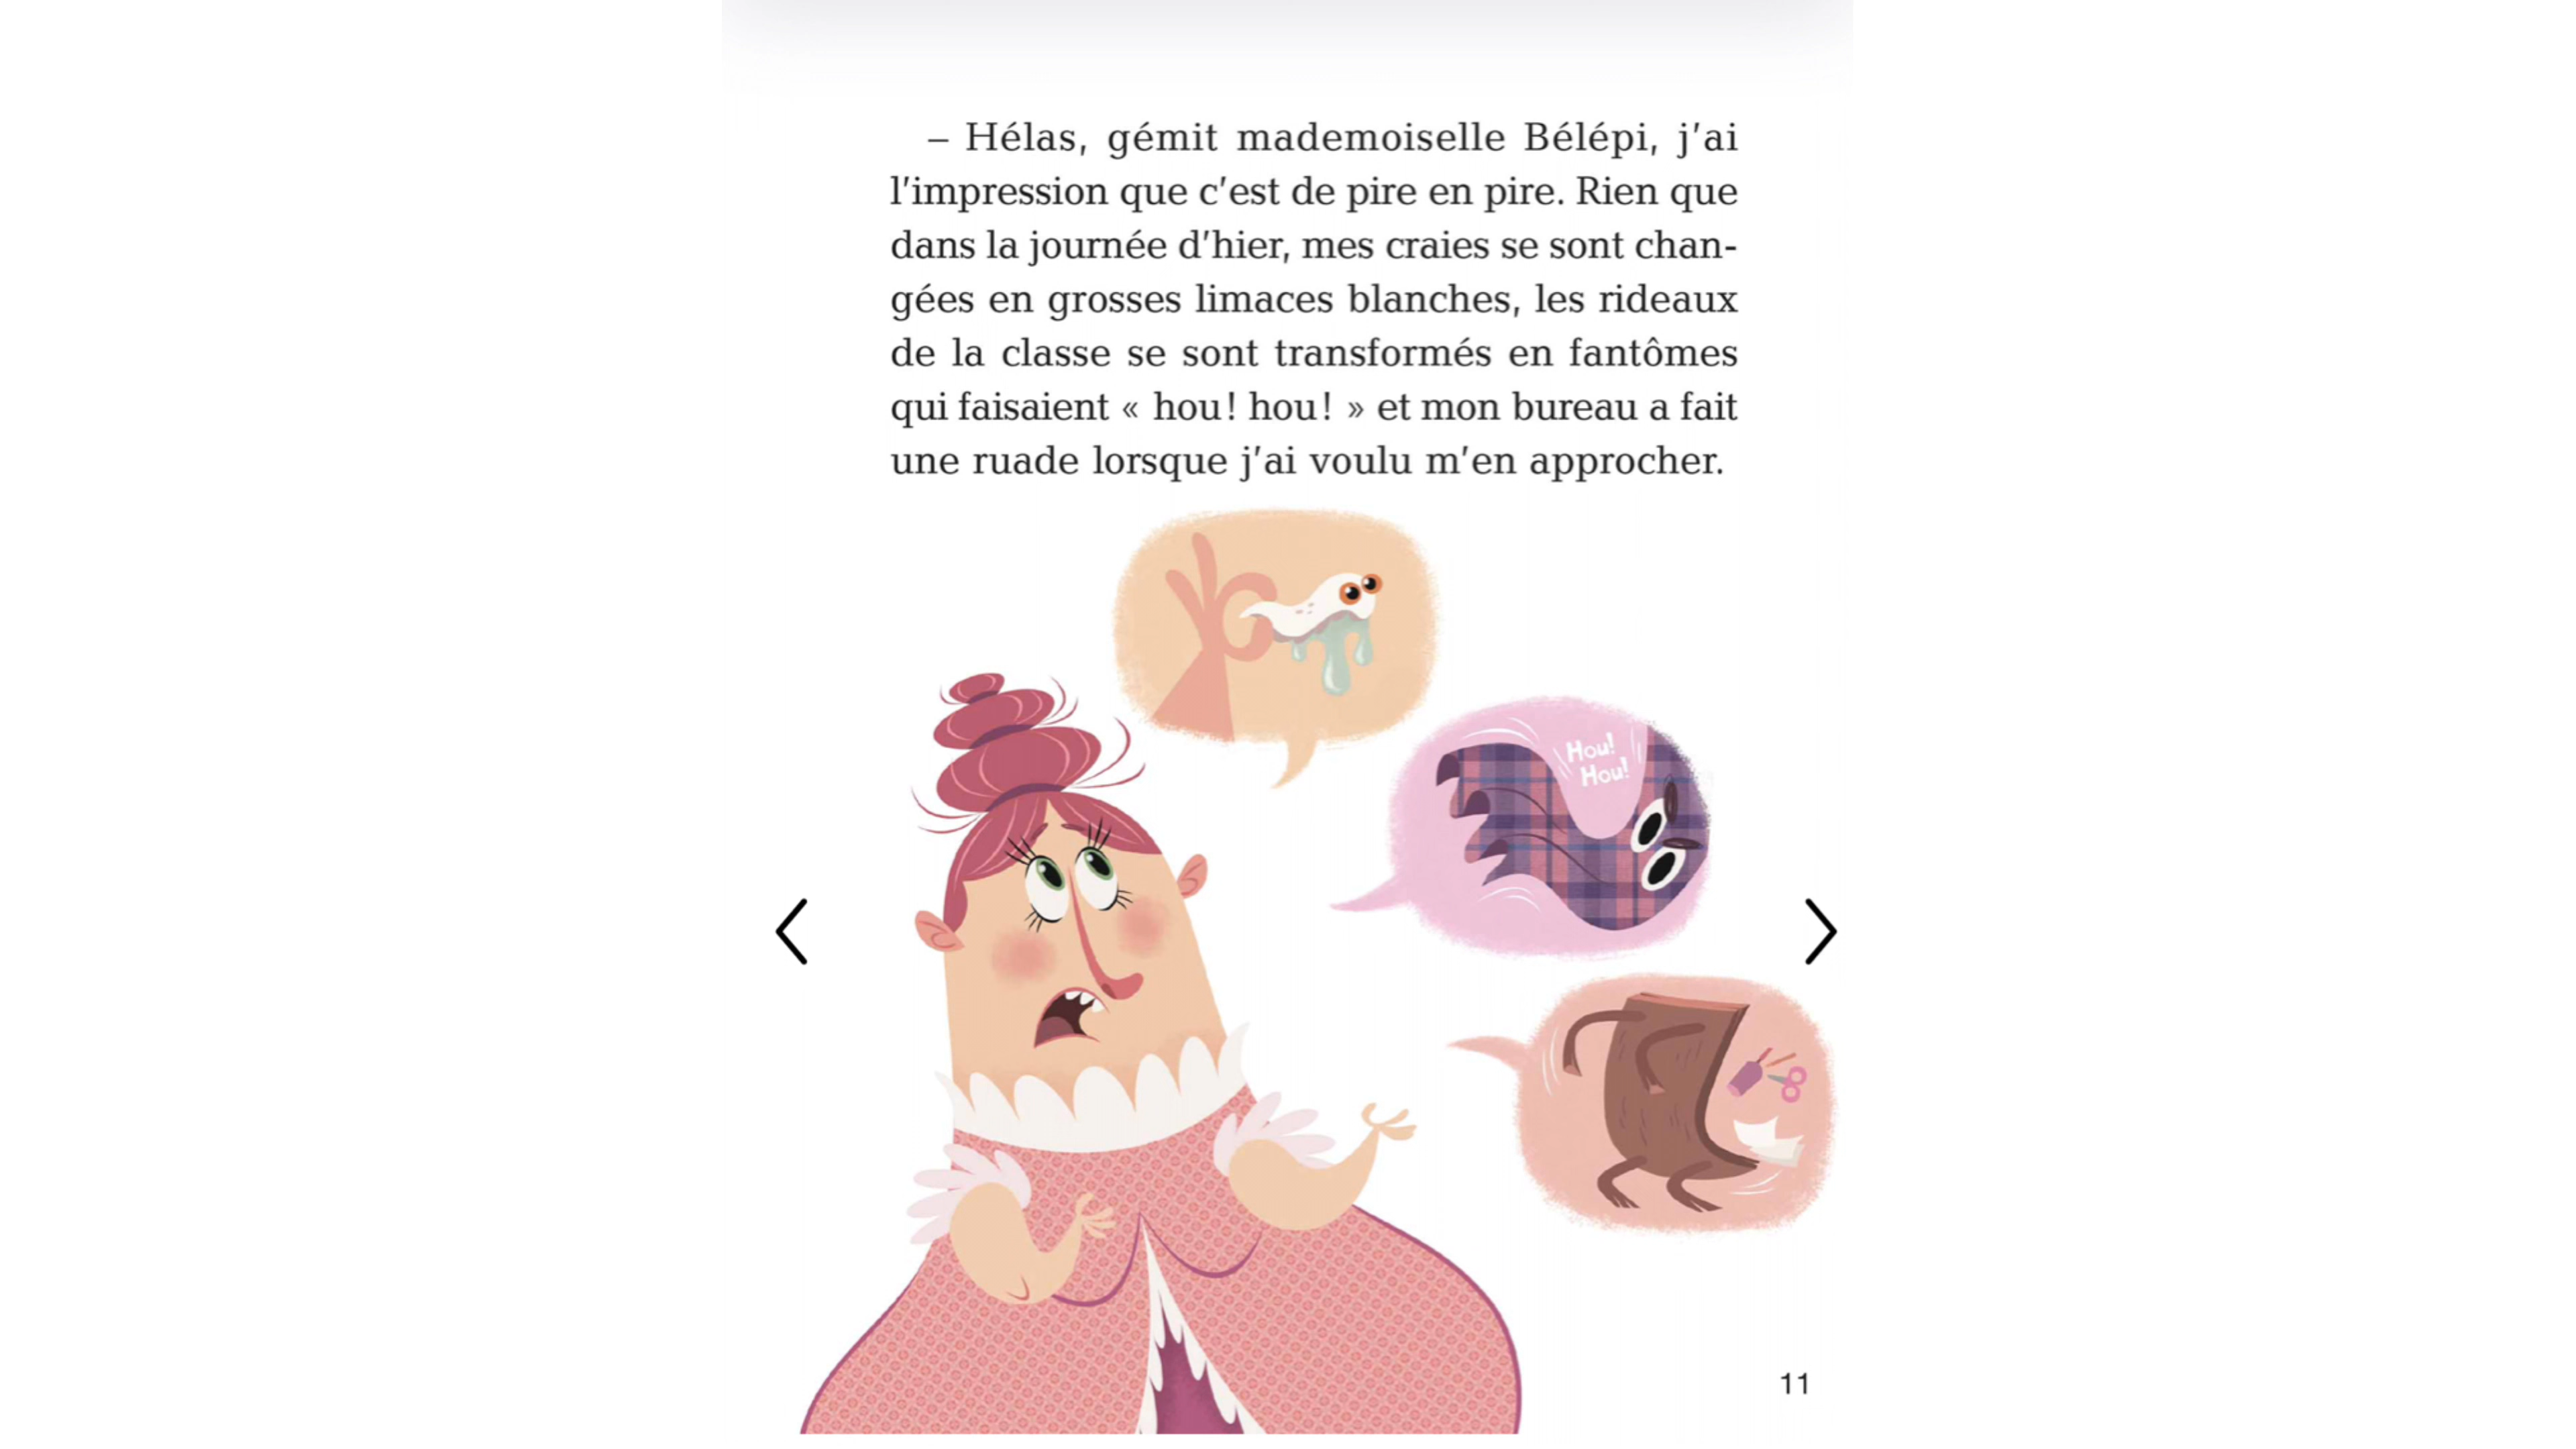 – Hélas, gémit mademoiselle Bélépi, j’ai
l’impression que c’est de pire en pire. Rien que
dans la journée d’hier, mes craies se sont chan-
gées en grosses limaces blanches, les rideaux
de la classe se sont transformés en fantômes
qui faisaient « hou! hou! » et mon bureau a fait
une ruade lorsque j’ai voulu m’en approcher.
Hou!
Hou!
11